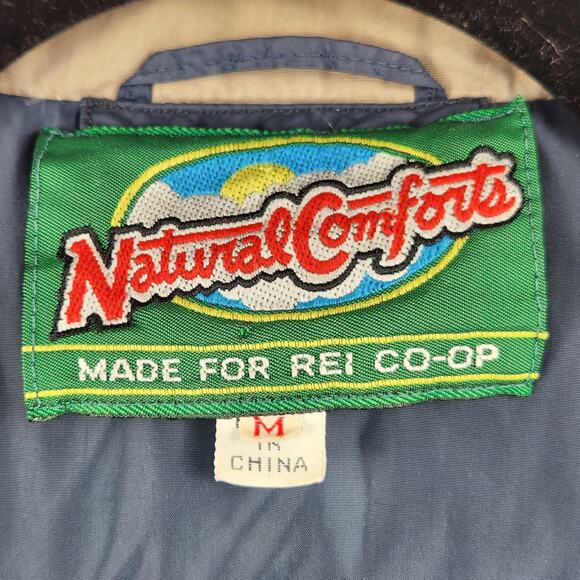 Natural Comforts
MADE FOR REI CO-OP
M
IN
CHINA